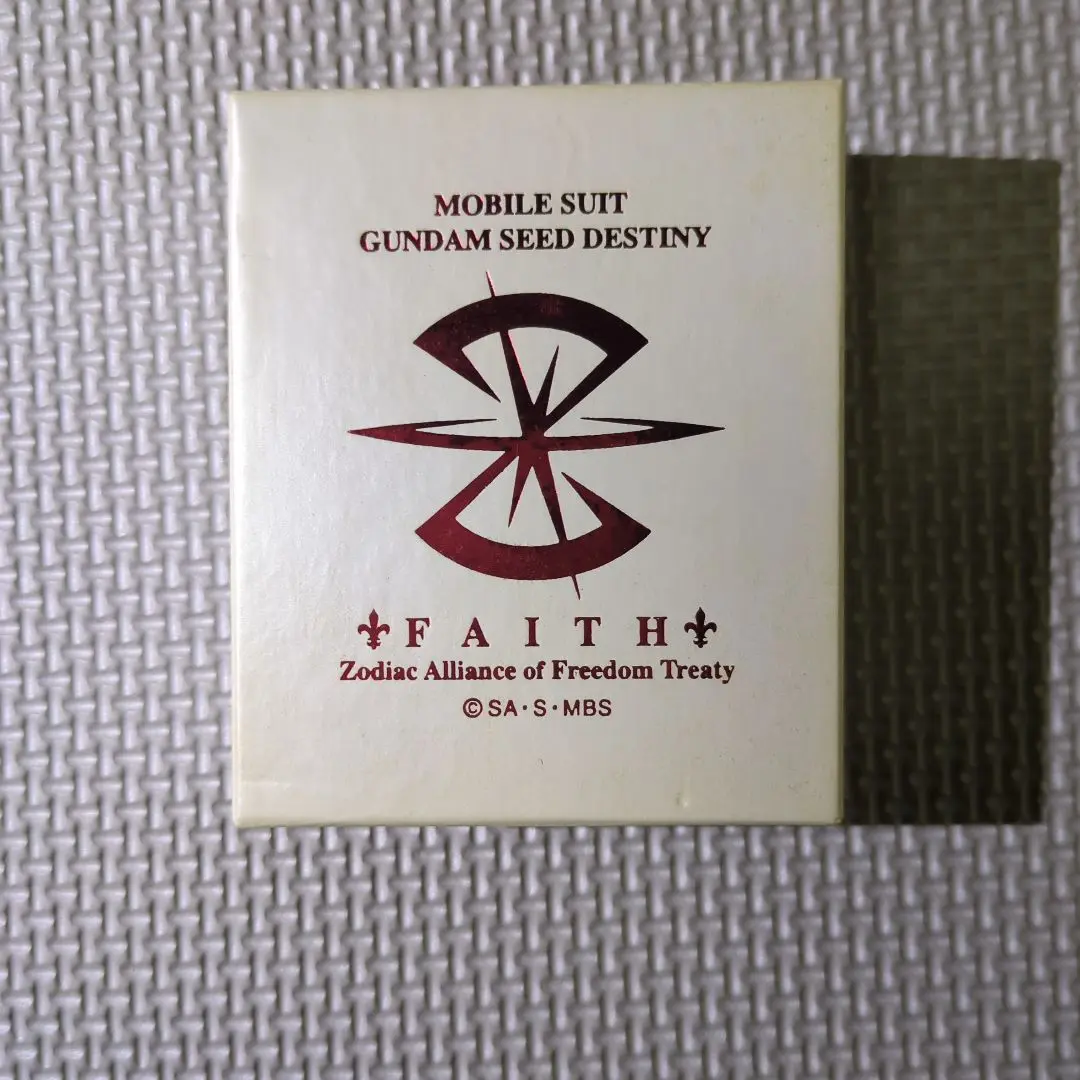 MOBILE SUIT
GUNDAM SEED DESTINY
FAITH
Zodiac Alliance of Freedom Treaty
©SA・S・MBS